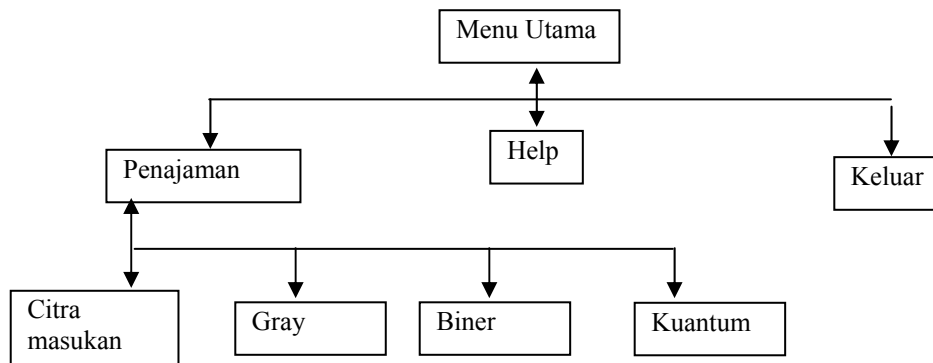 Menu Utama
Penajaman
Help
Keluar
Citra
masukan
Gray
Biner
Kuantum